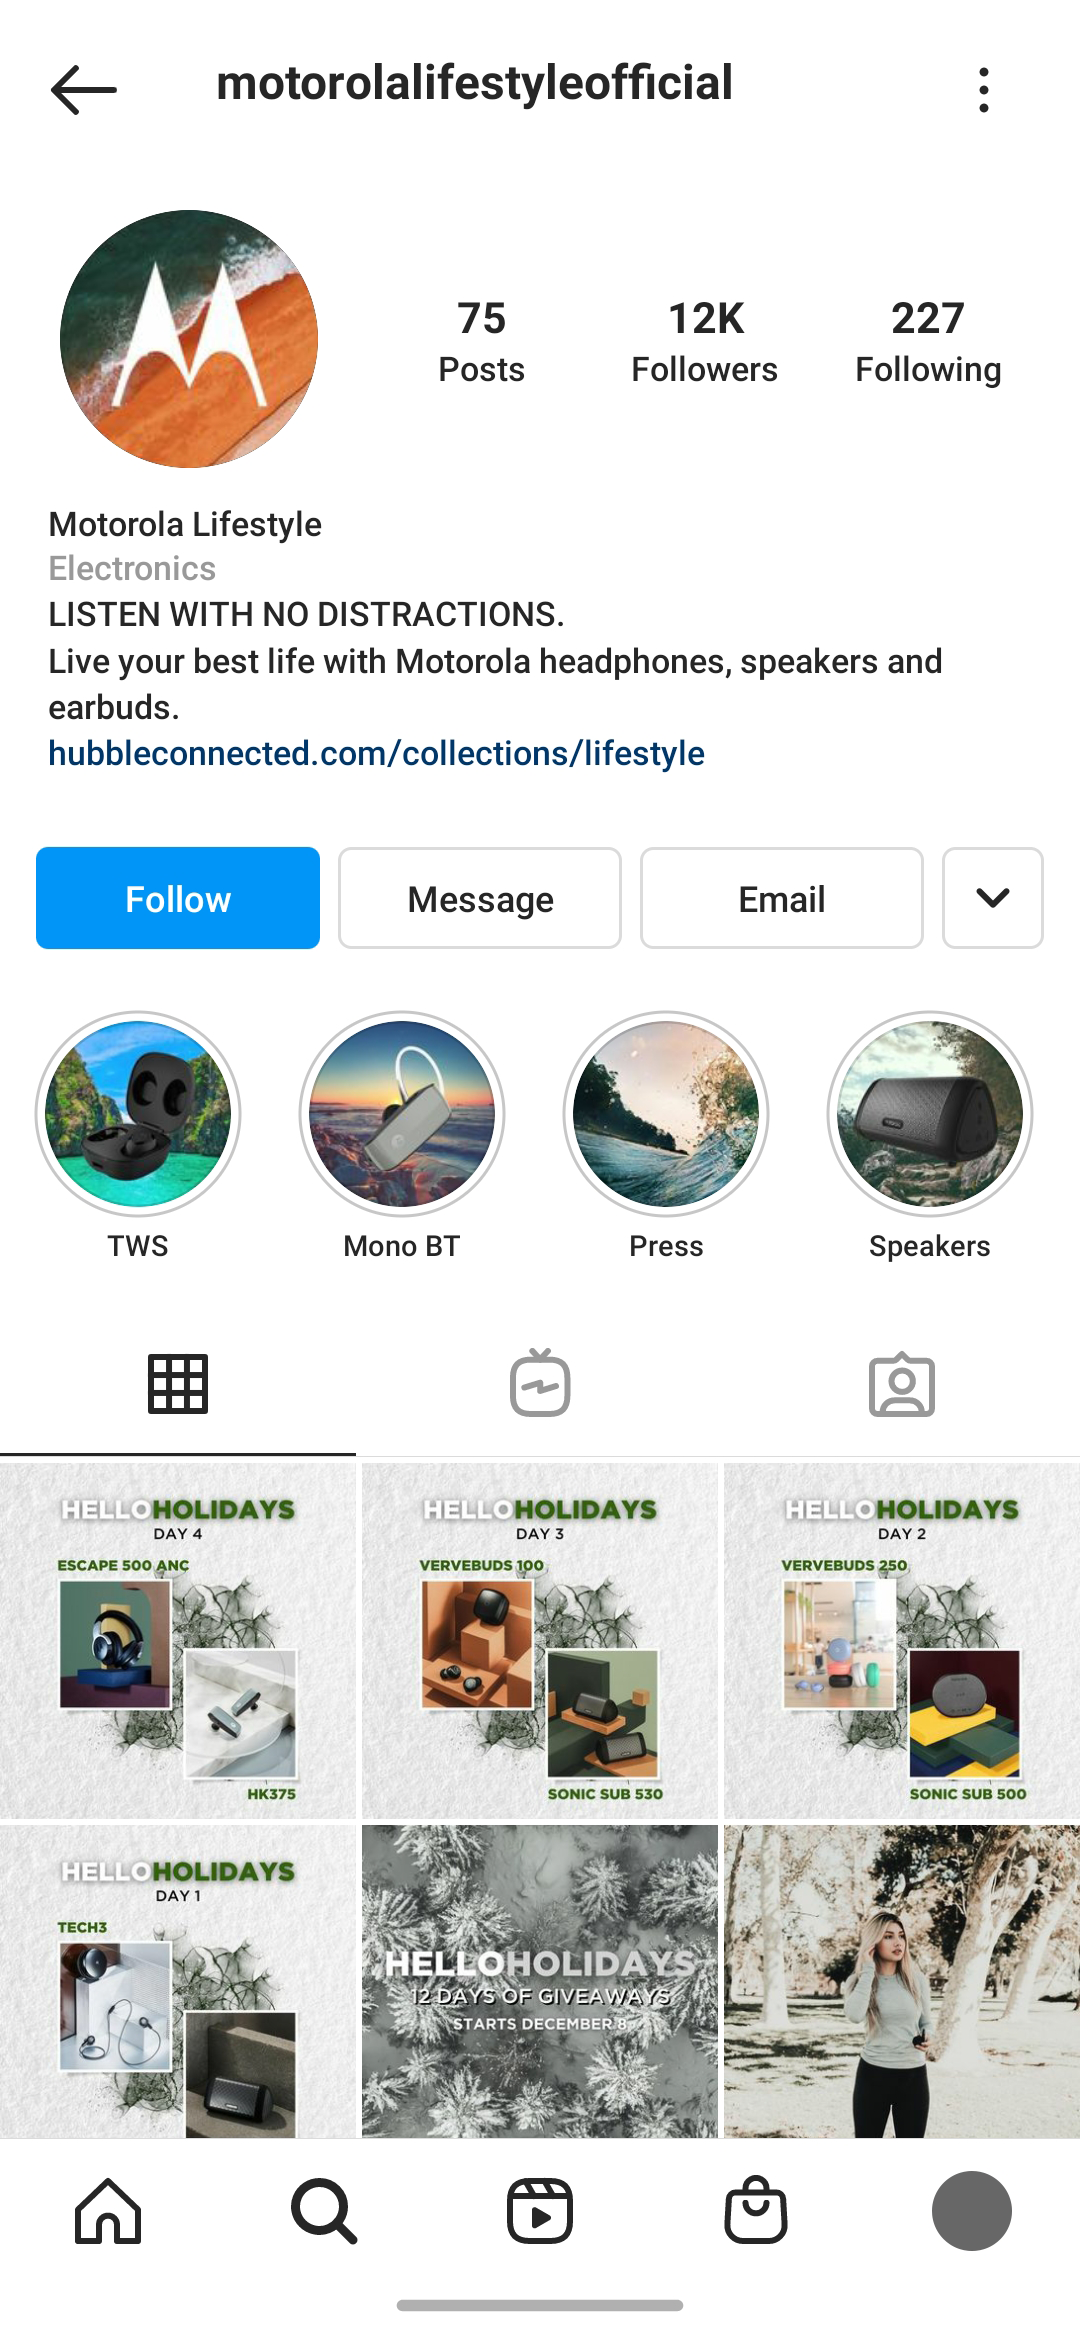 motorolalifestyleofficial
75
Posts
12K
Followers
227
Following
Motorola Lifestyle
Electronics
LISTEN WITH NO DISTRACTIONS.
Live your best life with Motorola headphones, speakers and
earbuds.
hubbleconnected.com/collections/lifestyle
Follow
Message
Email
TWS
Mono BT
Press
Speakers
HELLOHOLIDAYS
DAY 4
ESCAPE 500 ANC
HK375
HELLOHOLIDAYS
DAY 3
VERVEBUDS 100
SONIC SUB 530
HELLOHOLIDAYS
DAY 2
VERVEBUDS 250
SONIC SUB 500
HELLOHOLIDAYS
DAY 1
TECH3
HELLOHOLIDAYS
12 DAYS OF GIVEAWAYS
STARTS DECEMBER 8